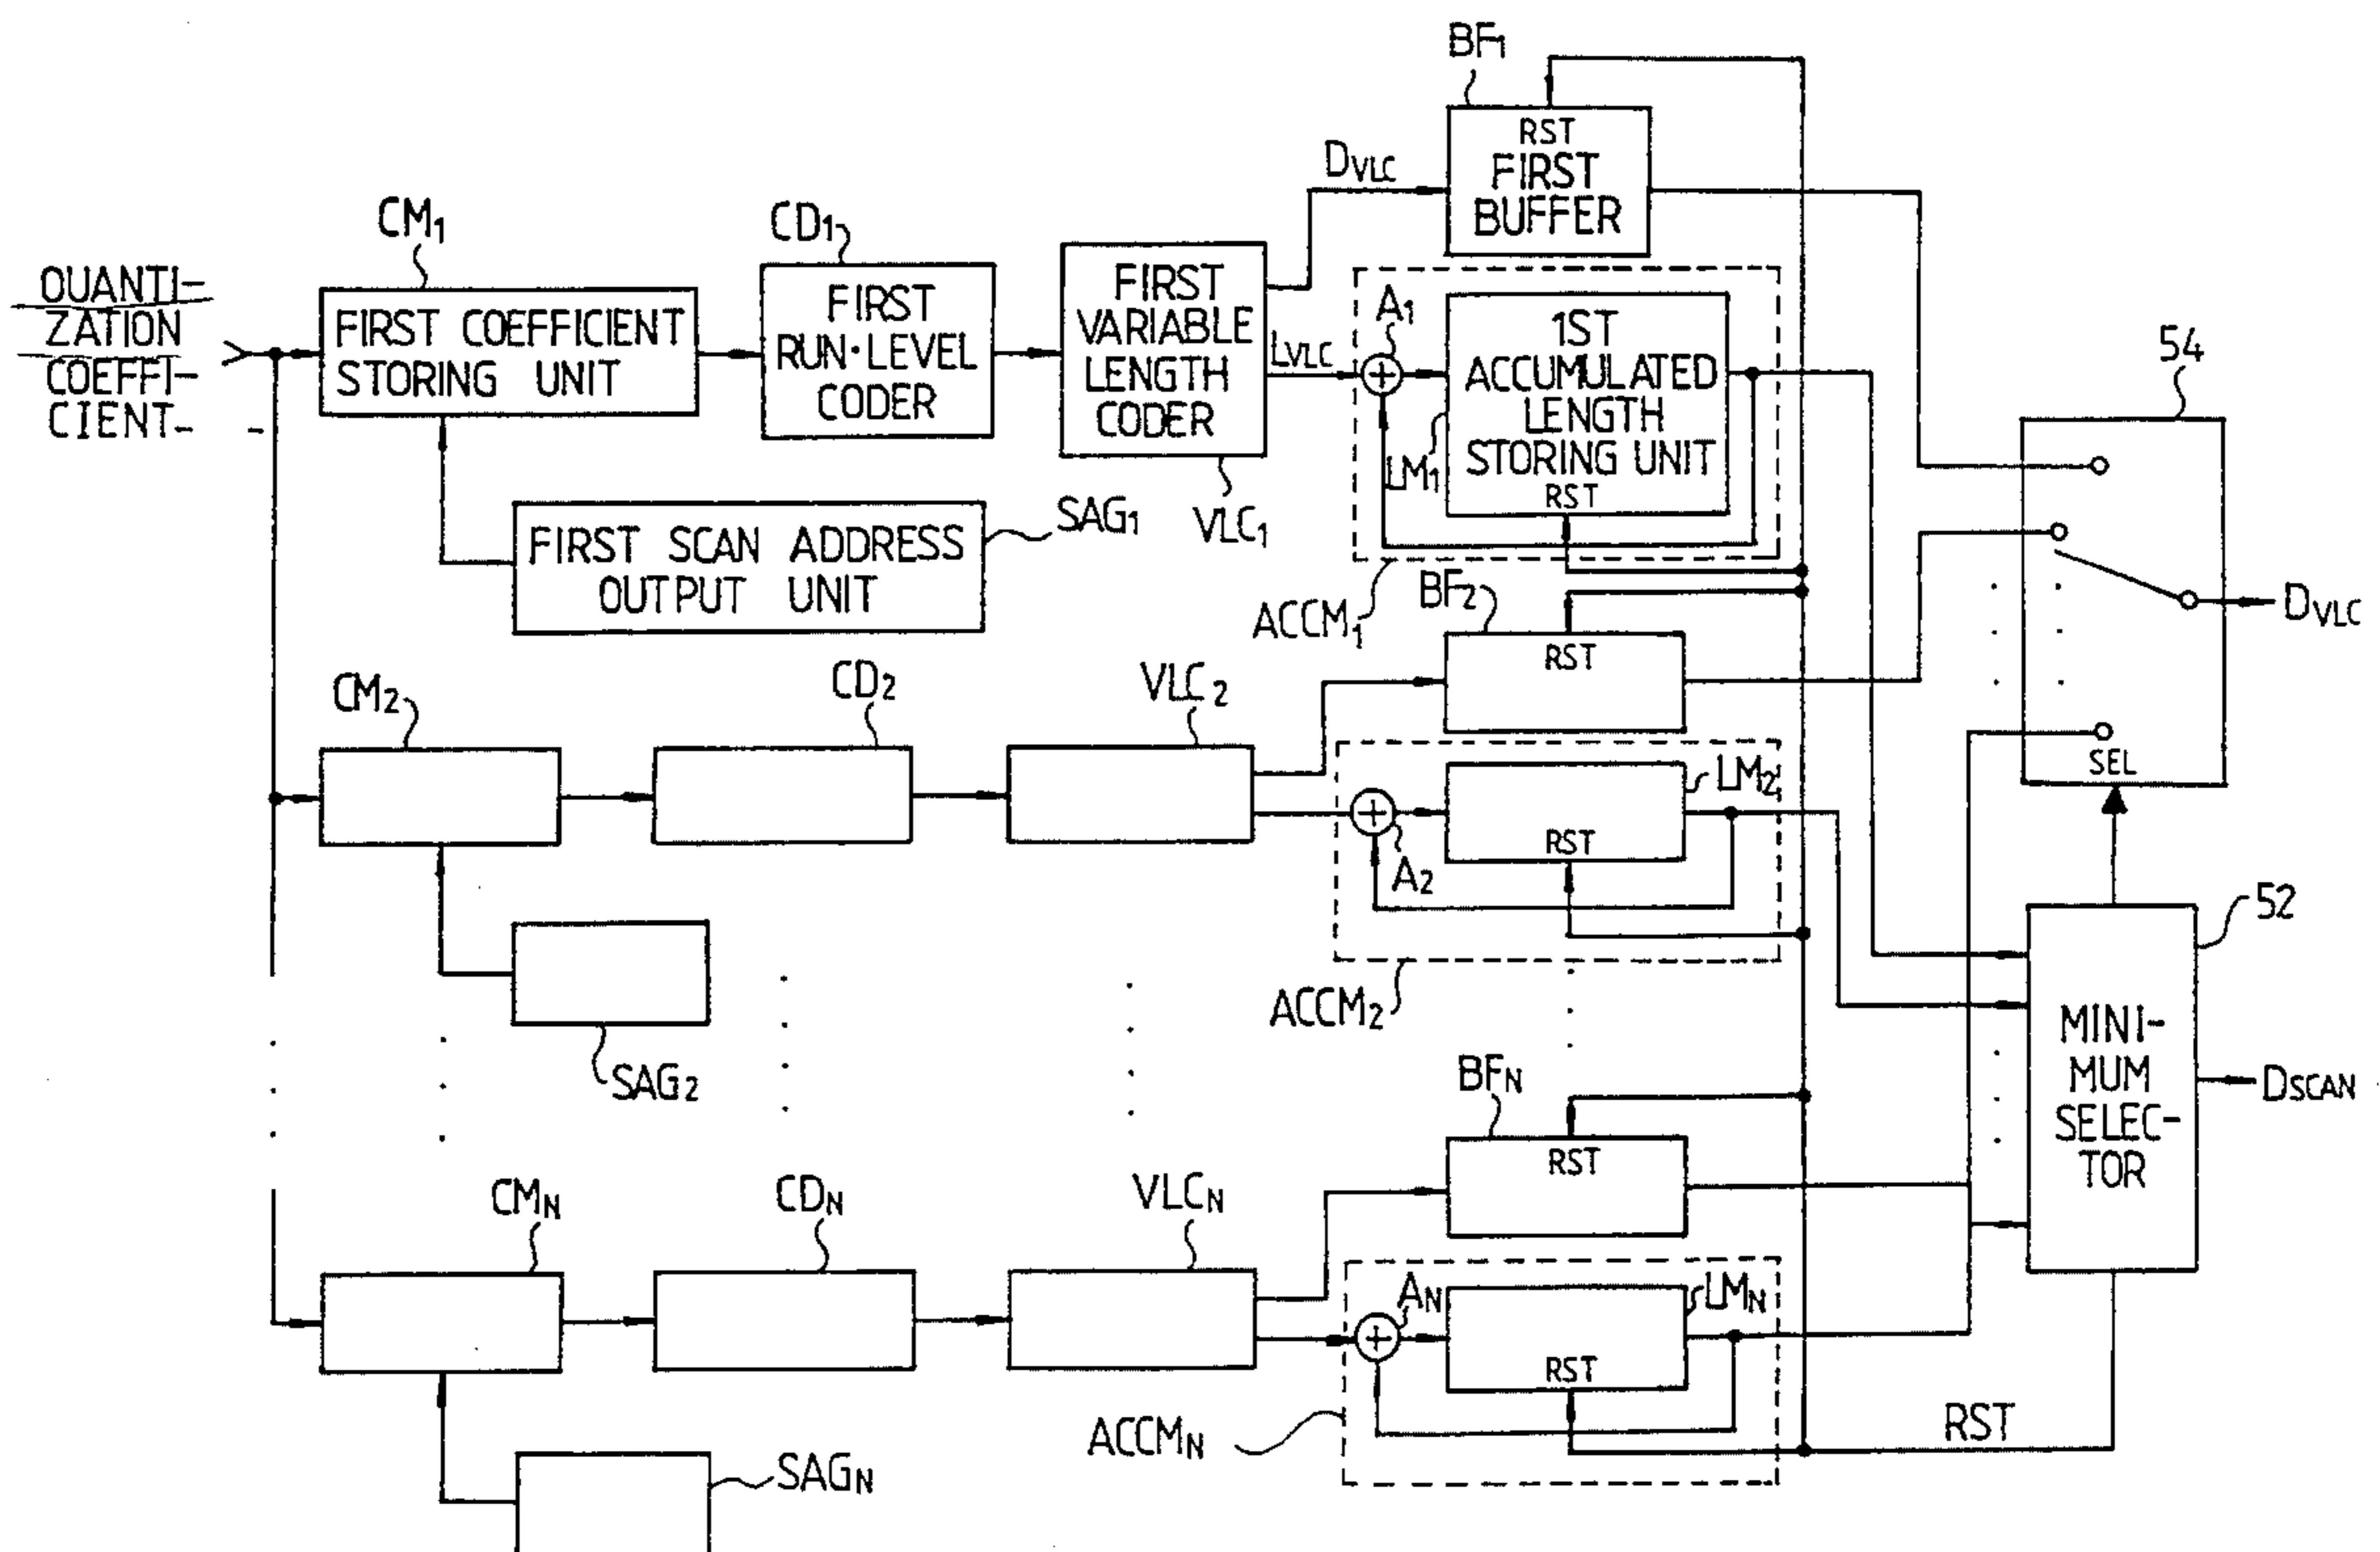 BF1
RST
FIRST
BUFFER
DVLC
CM1
CD1
OUANTI-
ZATION
COEFFI-
CIENT-
FIRST COEFFICIENT
STORING UNIT
FIRST
RUN·LEVEL
CODER
FIRST
VARIABLE
LENGTH
CODER
LVLC
A1
1ST
ACCUMULATED
LENGTH
STORING UNIT
RST
LM1
54
SAG1
VLC1
FIRST SCAN ADDRESS
OUTPUT UNIT
ACCM1
BF2
RST
DVLC
CM2
CD2
VLC2
SEL
LM2
RST
A2
52
ACCM2
SAG2
MINI-
MUM
SELEC-
TOR
DSCAN
BFN
RST
CMN
CDN
VLCN
AN
LMN
RST
ACCMN
RST
SAGN